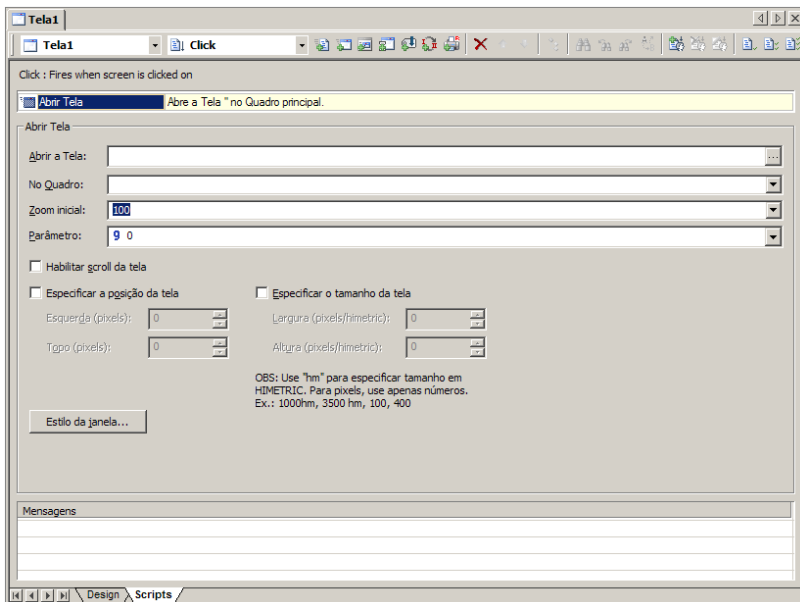 Tela1
Tela1 Click
Click : Fires when screen is clicked on
Abrir Tela Abre a Tela '' no Quadro principal.
Abrir Tela
Abrir a Tela: ...
No Quadro:
Zoom inicial: 100
Parâmetro: 9 0
Habilitar scroll da tela
Especificar a posição da tela Especificar o tamanho da tela
Esquerda (pixels): 0 Largura (pixels/himetric): 0
Topo (pixels): 0 Altura (pixels/himetric): 0
OBS: Use "hm" para especificar tamanho em
HIMETRIC. Para pixels, use apenas números.
Ex.: 1000hm, 3500 hm, 100, 400
Estilo da janela...
Mensagens
Design Scripts